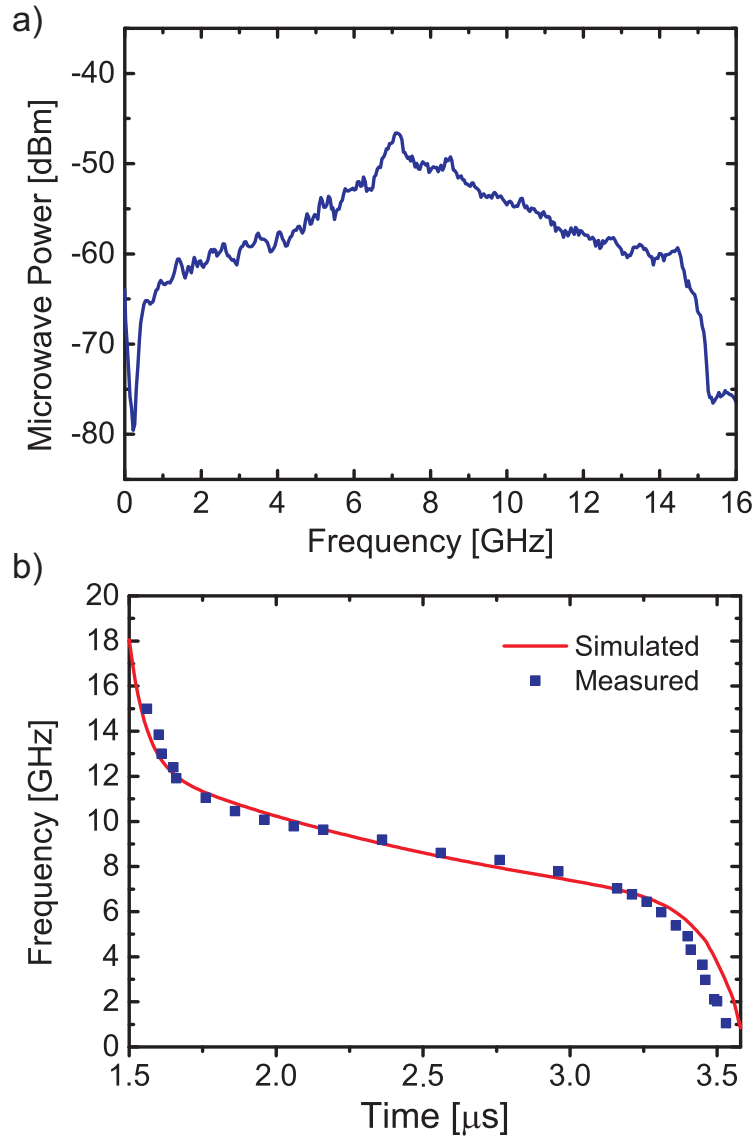 a)
Microwave Power [dBm]
-40
-50
-60
-70
-80
0 2 4 6 8 10 12 14 16
Frequency [GHz]
b)
Frequency [GHz]
20
18
16
14
12
10
8
6
4
2
0
Simulated
Measured
1.5 2.0 2.5 3.0 3.5
Time [μs]